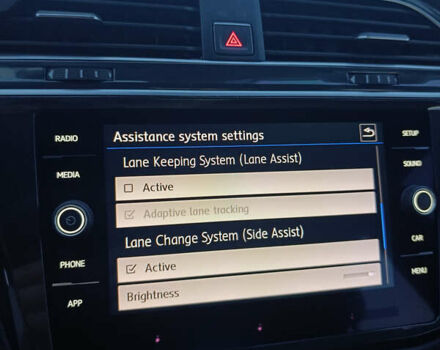 RADIO
MEDIA
PHONE
APP
Assistance system settings
Lane Keeping System (Lane Assist)
Active
Adaptive lane tracking
Lane Change System (Side Assist)
Active
Brightness
SETUP
SOUND
CAR
MENU